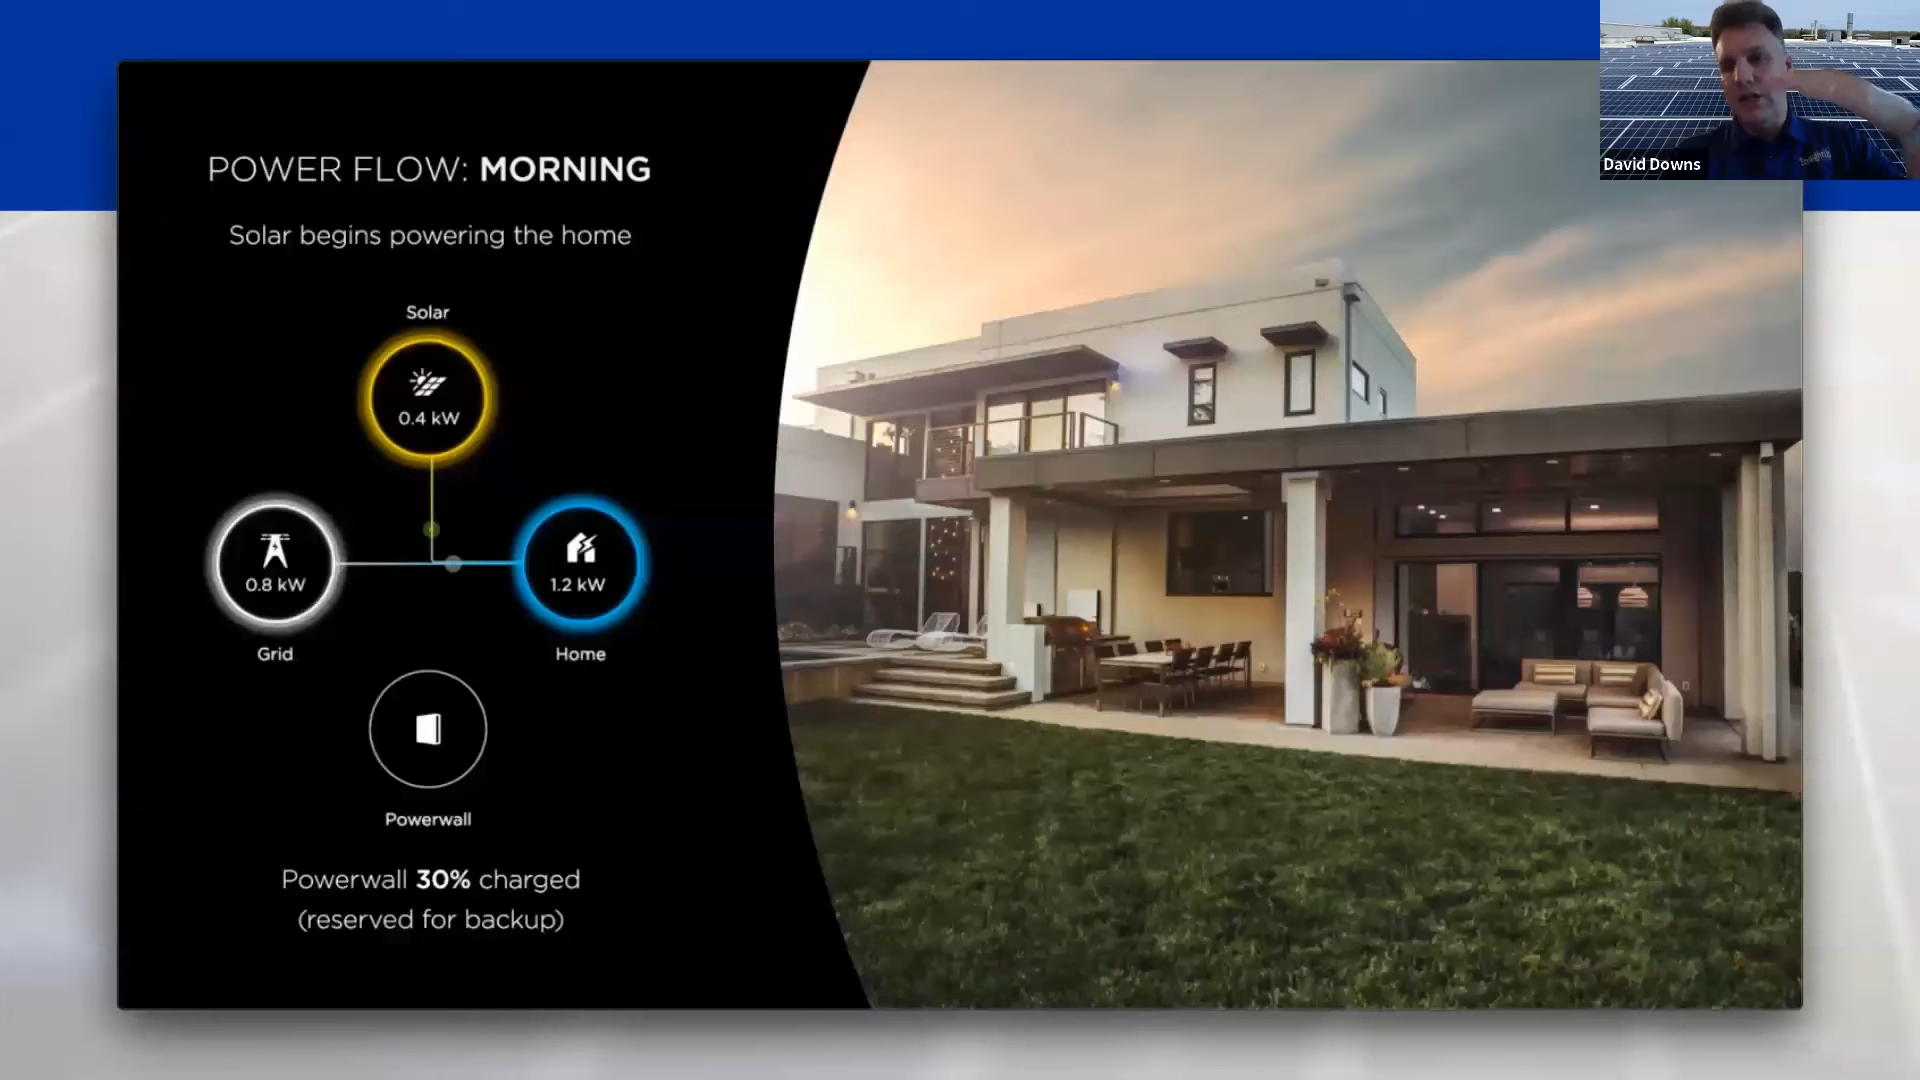 David Downs
POWER FLOW: MORNING
Solar begins powering the home
Solar
0.4 kW
0.8 kW
1.2 kW
Grid
Home
Powerwall
Powerwall 30% charged
(reserved for backup)